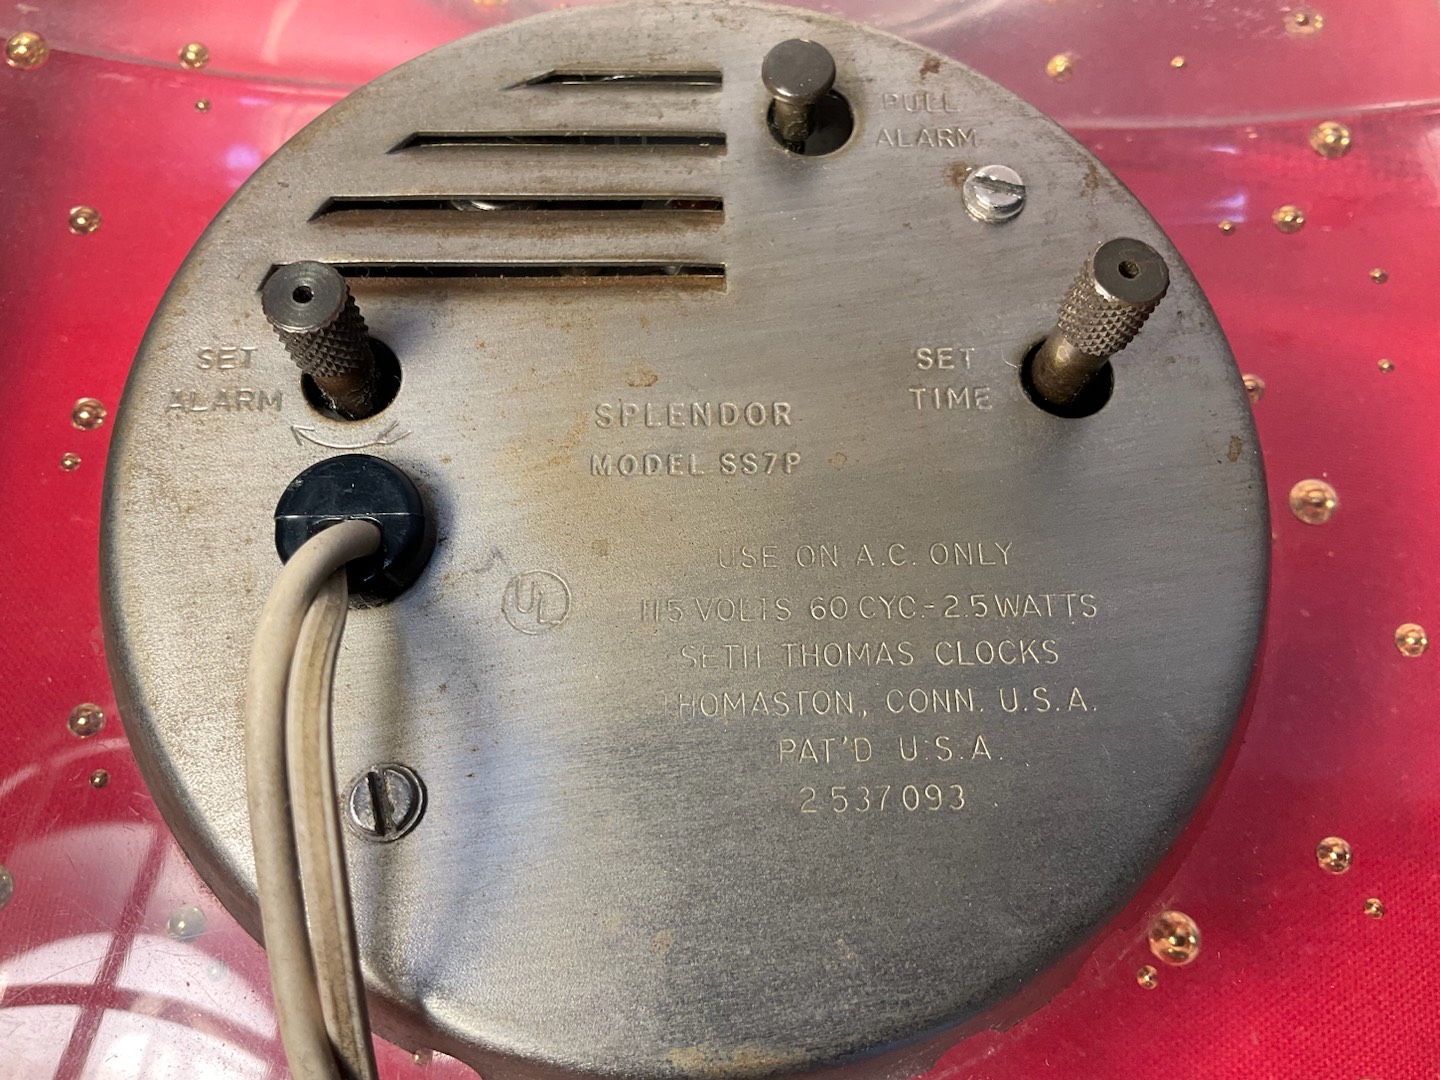 PULL
ALARM
SET
ALARM
SET
TIME
SPLENDOR
MODEL SS7P
UL
USE ON A.C. ONLY
115 VOLTS 60 CYC.-2.5 WATTS
SETH THOMAS CLOCKS
THOMASTON, CONN. U.S.A.
PAT'D U.S.A.
2537093